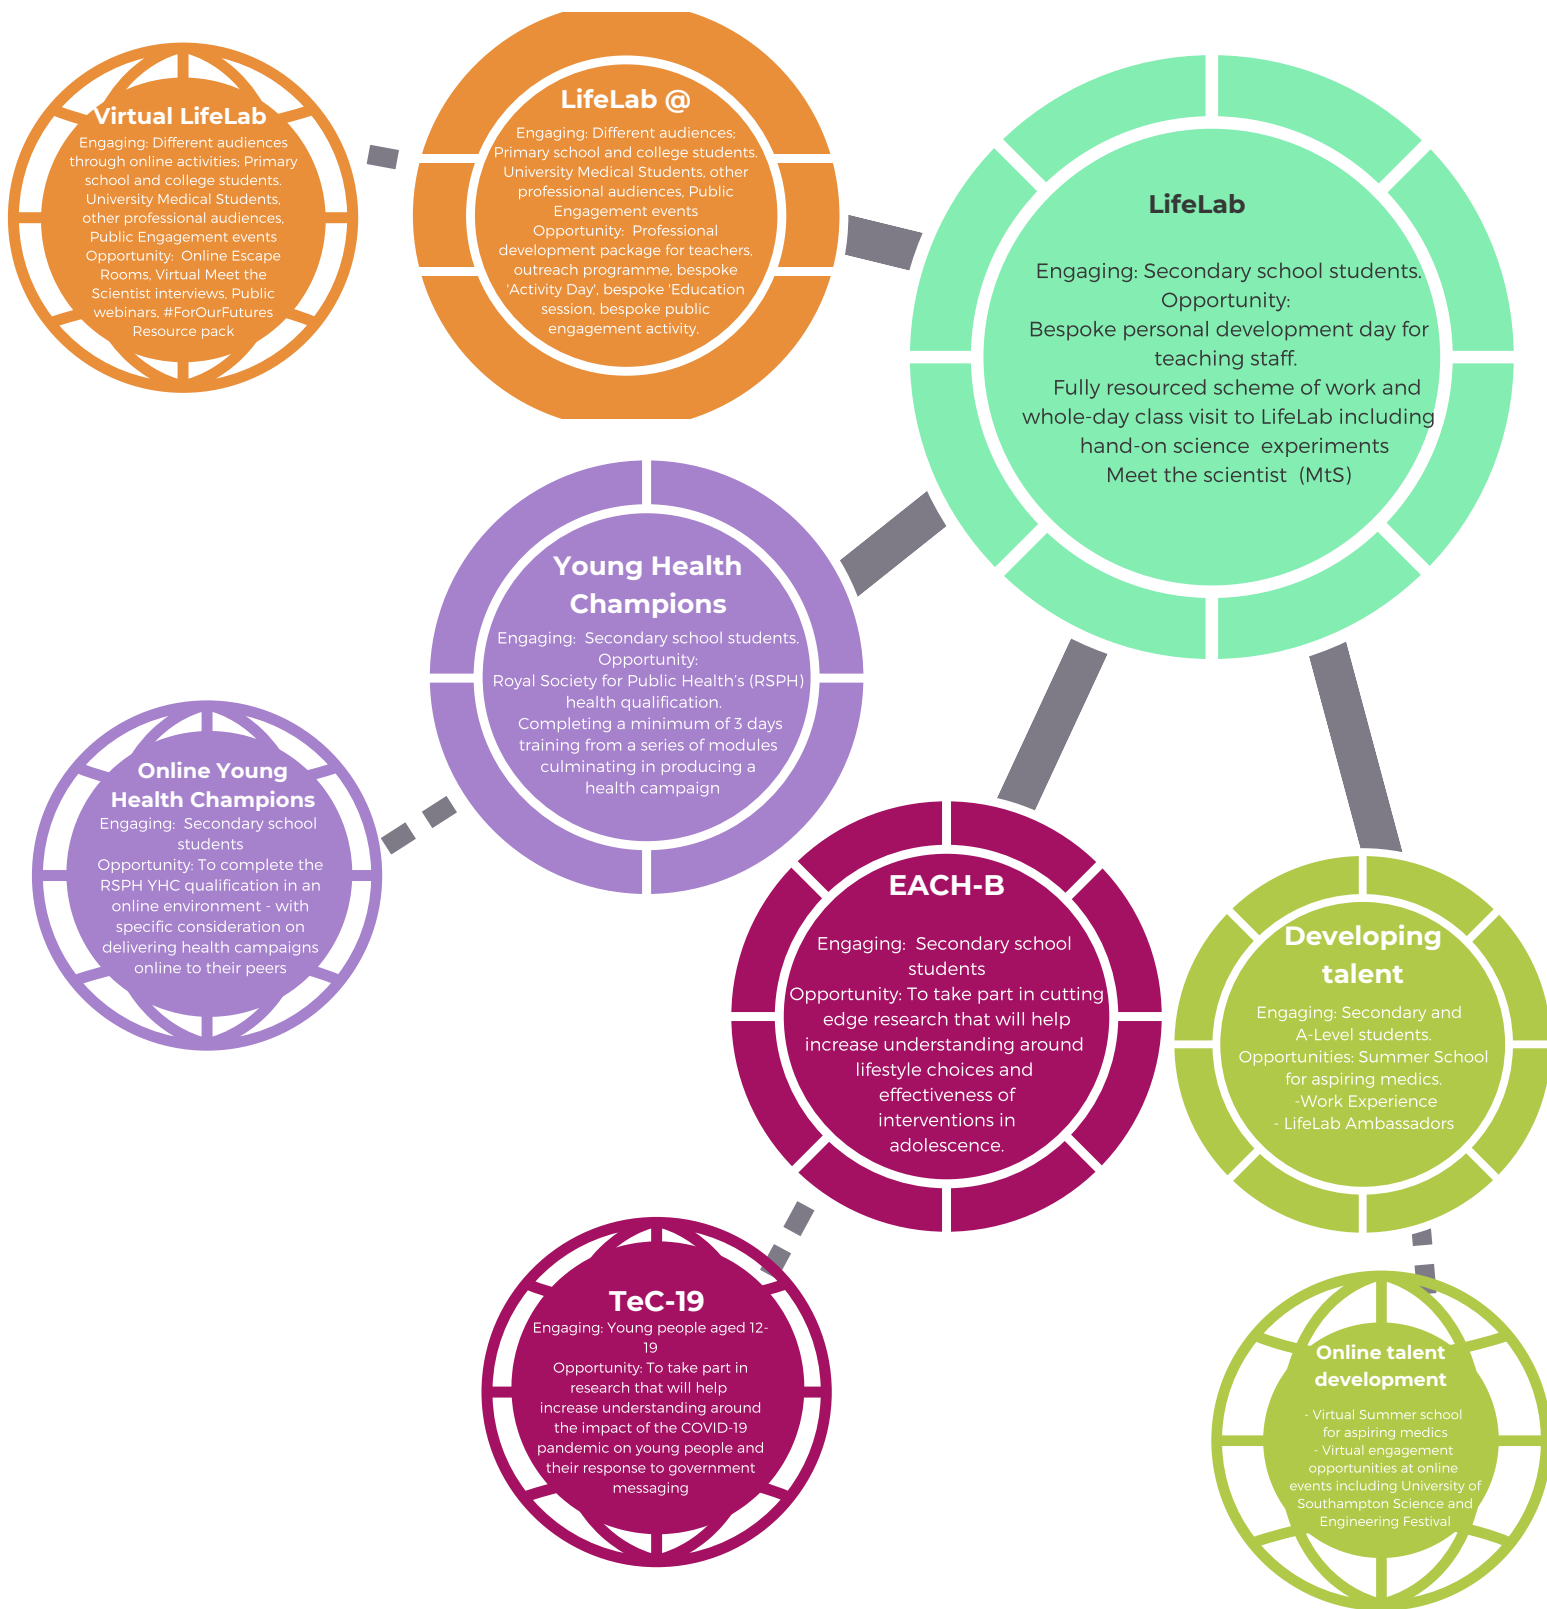 Virtual LifeLab
Engaging: Different audiences
through online activities; Primary
school and college students.
University Medical Students,
other professional audiences,
Public Engagement events
Opportunity:  Online Escape
Rooms, Virtual Meet the
Scientist interviews, Public
webinars, #ForOurFutures
Resource pack
LifeLab @
Engaging: Different audiences;
Primary school and college students.
University Medical Students, other
professional audiences, Public
Engagement events
Opportunity:  Professional
development package for teachers,
outreach programme, bespoke
'Activity Day', bespoke 'Education
session, bespoke public
engagement activity,
LifeLab
Engaging: Secondary school students.
Opportunity:
Bespoke personal development day for
teaching staff.
Fully resourced scheme of work and
whole-day class visit to LifeLab including
hand-on science  experiments
Meet the scientist  (MtS)
Young Health
Champions
Engaging:  Secondary school students.
Opportunity:
Royal Society for Public Health's (RSPH)
health qualification.
Completing a minimum of 3 days
training from a series of modules
culminating in producing a
health campaign
Online Young
Health Champions
Engaging:  Secondary school
students
Opportunity: To complete the
RSPH YHC qualification in an
online environment - with
specific consideration on
delivering health campaigns
online to their peers
EACH-B
Engaging:  Secondary school
students
Opportunity: To take part in cutting
edge research that will help
increase understanding around
lifestyle choices and
effectiveness of
interventions in
adolescence.
Developing
talent
Engaging: Secondary and
A-Level students.
Opportunities: Summer School
for aspiring medics.
-Work Experience
- LifeLab Ambassadors
TeC-19
Engaging: Young people aged 12-
19
Opportunity: To take part in
research that will help
increase understanding around
the impact of the COVID-19
pandemic on young people and
their response to government
messaging
Online talent
development
- Virtual Summer school
for aspiring medics
- Virtual engagement
opportunities at online
events including University of
Southampton Science and
Engineering Festival